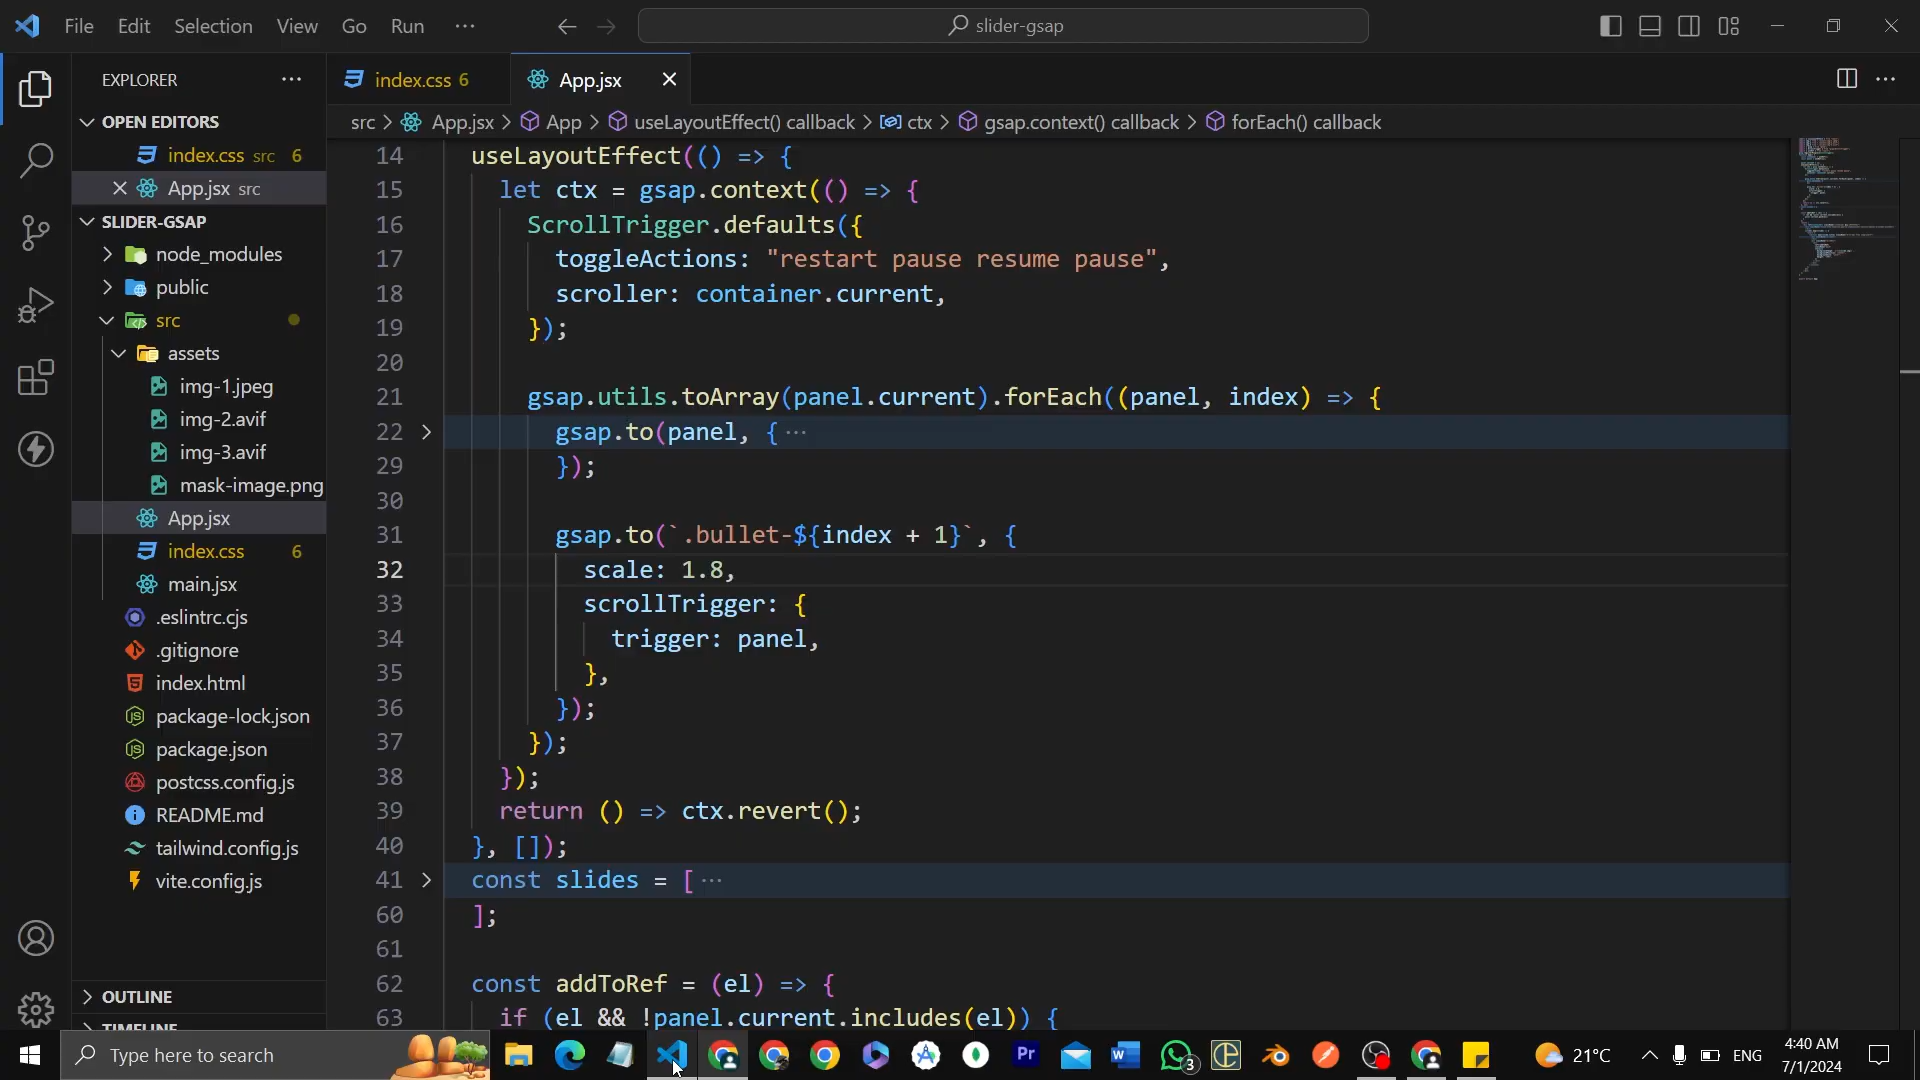 File Edit Selection View Go Run ··· slider-gsap
EXPLORER ···
OPEN EDITORS
index.css src 6
App.jsx src
SLIDER-GSAP
node_modules
public
src
assets
img-1.jpeg
img-2.avif
img-3.avif
mask-image.png
App.jsx
index.css 6
main.jsx
.eslintrc.cjs
.gitignore
index.html
package-lock.json
package.json
postcss.config.js
README.md
tailwind.config.js
vite.config.js
OUTLINE
TIMELINE
index.css 6 App.jsx
src > App.jsx > App > useLayoutEffect() callback > ctx > gsap.context() callback > forEach() callback
14 useLayoutEffect(() => {
15 let ctx = gsap.context(() => {
16 ScrollTrigger.defaults({
17 toggleActions: "restart pause resume pause",
18 scroller: container.current,
19 });
20
21 gsap.utils.toArray(panel.current).forEach((panel, index) => {
22 gsap.to(panel, { ···
29 });
30
31 gsap.to(`.bullet-${index + 1}`, {
32 scale: 1.8,
33 scrollTrigger: {
34 trigger: panel,
35 },
36 });
37 });
38 });
39 return () => ctx.revert();
40 }, []);
41 const slides = [ ···
60 ];
61
62 const addToRef = (el) => {
63 if (el && !panel.current.includes(el)) {
Type here to search
Pr
3
21°C
ENG
4:40 AM
7/1/2024